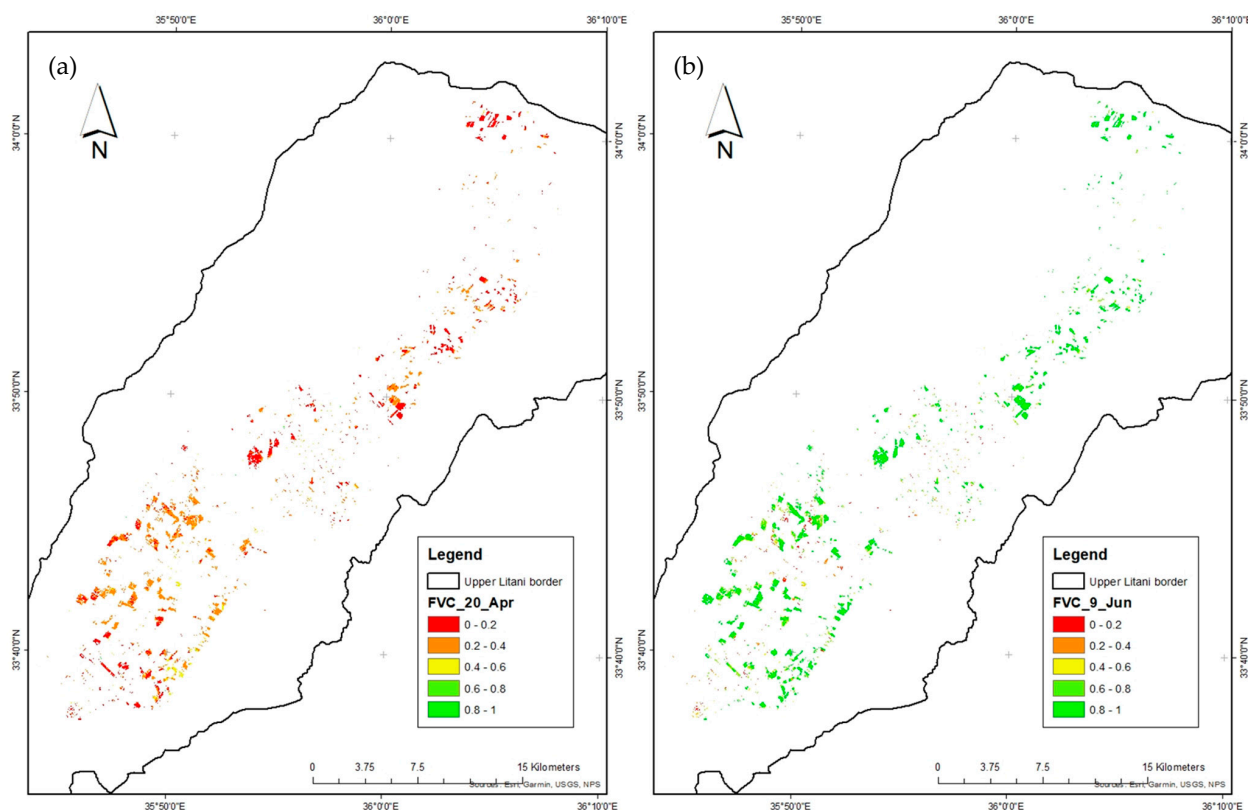 35°50'0"E 36°0'0"E 36°10'0"E
(a)
N
34°0'0"N
33°50'0"N
33°40'0"N
Legend
Upper Litani border
FVC_20_Apr
0 - 0.2
0.2 - 0.4
0.4 - 0.6
0.6 - 0.8
0.8 - 1
0 3.75 7.5 15 Kilometers
Sources: Esri, Garmin, USGS, NPS
35°50'0"E 36°0'0"E 36°10'0"E
35°50'0"E 36°0'0"E 36°10'0"E
(b)
N
34°0'0"N
33°50'0"N
33°40'0"N
Legend
Upper Litani border
FVC_9_Jun
0 - 0.2
0.2 - 0.4
0.4 - 0.6
0.6 - 0.8
0.8 - 1
0 3.75 7.5 15 Kilometers
Sources: Esri, Garmin, USGS, NPS
35°50'0"E 36°0'0"E 36°10'0"E